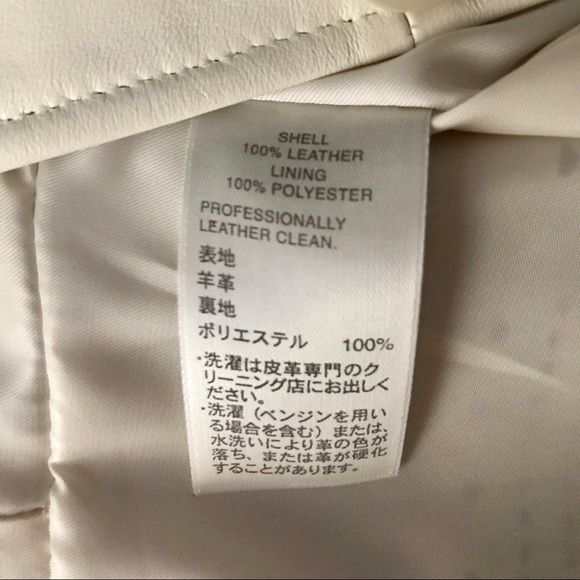 SHELL
100% LEATHER
LINING
100% POLYESTER
PROFESSIONALLY
LEATHER CLEAN.
表地
羊革
裏地
ポリエステル 100%
・洗濯は皮革専門のク
リーニング店にお出しく
ださい。
・洗濯（ベンジンを用い
る場合を含む）または、
水洗いにより革の色が
落ち、または革が硬化
することがあります。